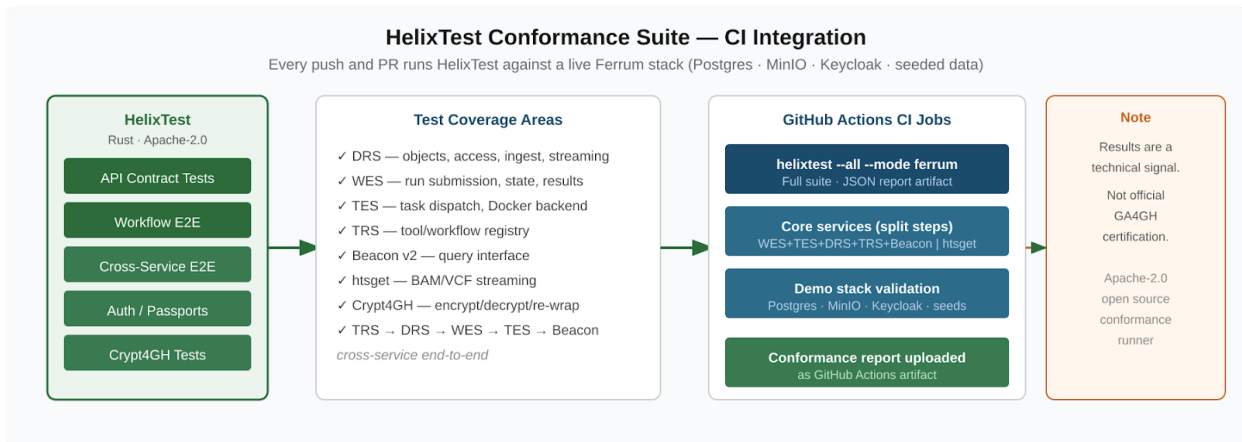 HelixTest Conformance Suite — CI Integration
Every push and PR runs HelixTest against a live Ferrum stack (Postgres · MinIO · Keycloak · seeded data)
HelixTest
Rust · Apache-2.0
API Contract Tests
Workflow E2E
Cross-Service E2E
Auth / Passports
Crypt4GH Tests
Test Coverage Areas
✓ DRS — objects, access, ingest, streaming
✓ WES — run submission, state, results
✓ TES — task dispatch, Docker backend
✓ TRS — tool/workflow registry
✓ Beacon v2 — query interface
✓ htsget — BAM/VCF streaming
✓ Crypt4GH — encrypt/decrypt/re-wrap
✓ TRS → DRS → WES → TES → Beacon
cross-service end-to-end
GitHub Actions CI Jobs
helixtest --all --mode ferrum
Full suite · JSON report artifact
Core services (split steps)
WES+TES+DRS+TRS+Beacon | htsget
Demo stack validation
Postgres · MinIO · Keycloak · seeds
Conformance report uploaded
as GitHub Actions artifact
Note
Results are a
technical signal.
Not official
GA4GH
certification.
Apache-2.0
open source
conformance
runner